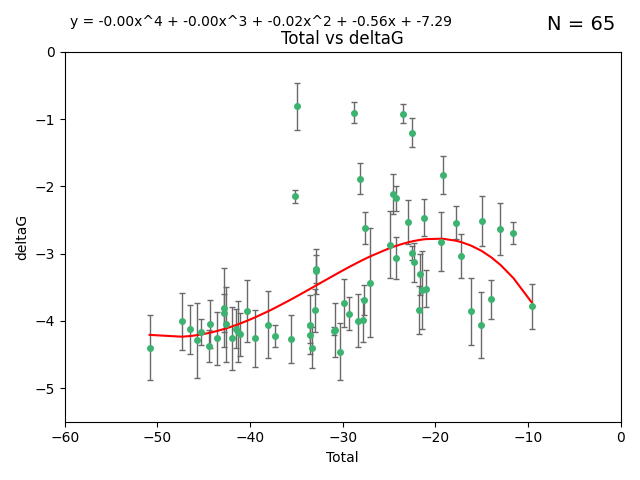 y = -0.00x^4 + -0.00x^3 + -0.02x^2 + -0.56x + -7.29
N = 65
Total vs deltaG
0
−1
−2
−3
−4
−5
deltaG
−60 −50 −40 −30 −20 −10 0
Total